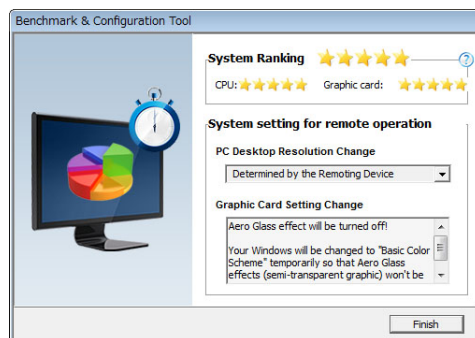 Benchmark & Configuration Tool
System Ranking
?
CPU:
Graphic card:
System setting for remote operation
PC Desktop Resolution Change
Determined by the Remoting Device
Graphic Card Setting Change
Aero Glass effect will be turned off!
Your Windows will be changed to "Basic Color
Scheme" temporarily so that Aero Glass
effects (semi-transparent graphic) won't be
Finish